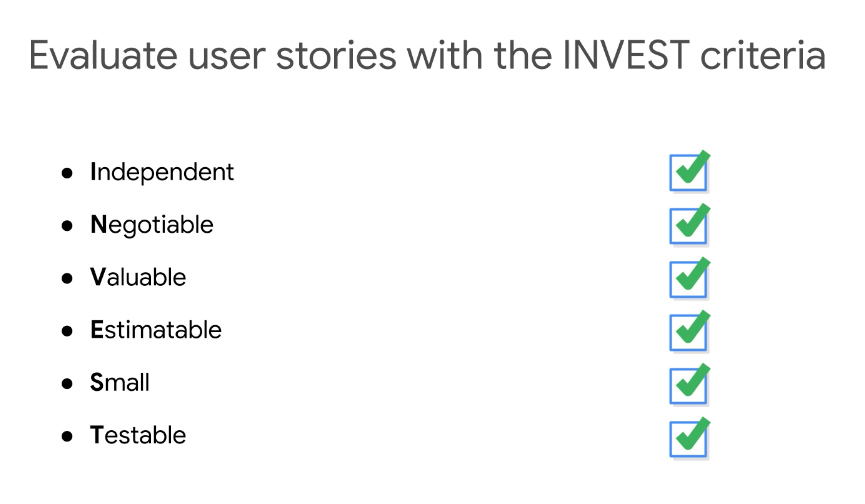 Evaluate user stories with the INVEST criteria
● Independent
● Negotiable
● Valuable
● Estimatable
● Small
● Testable